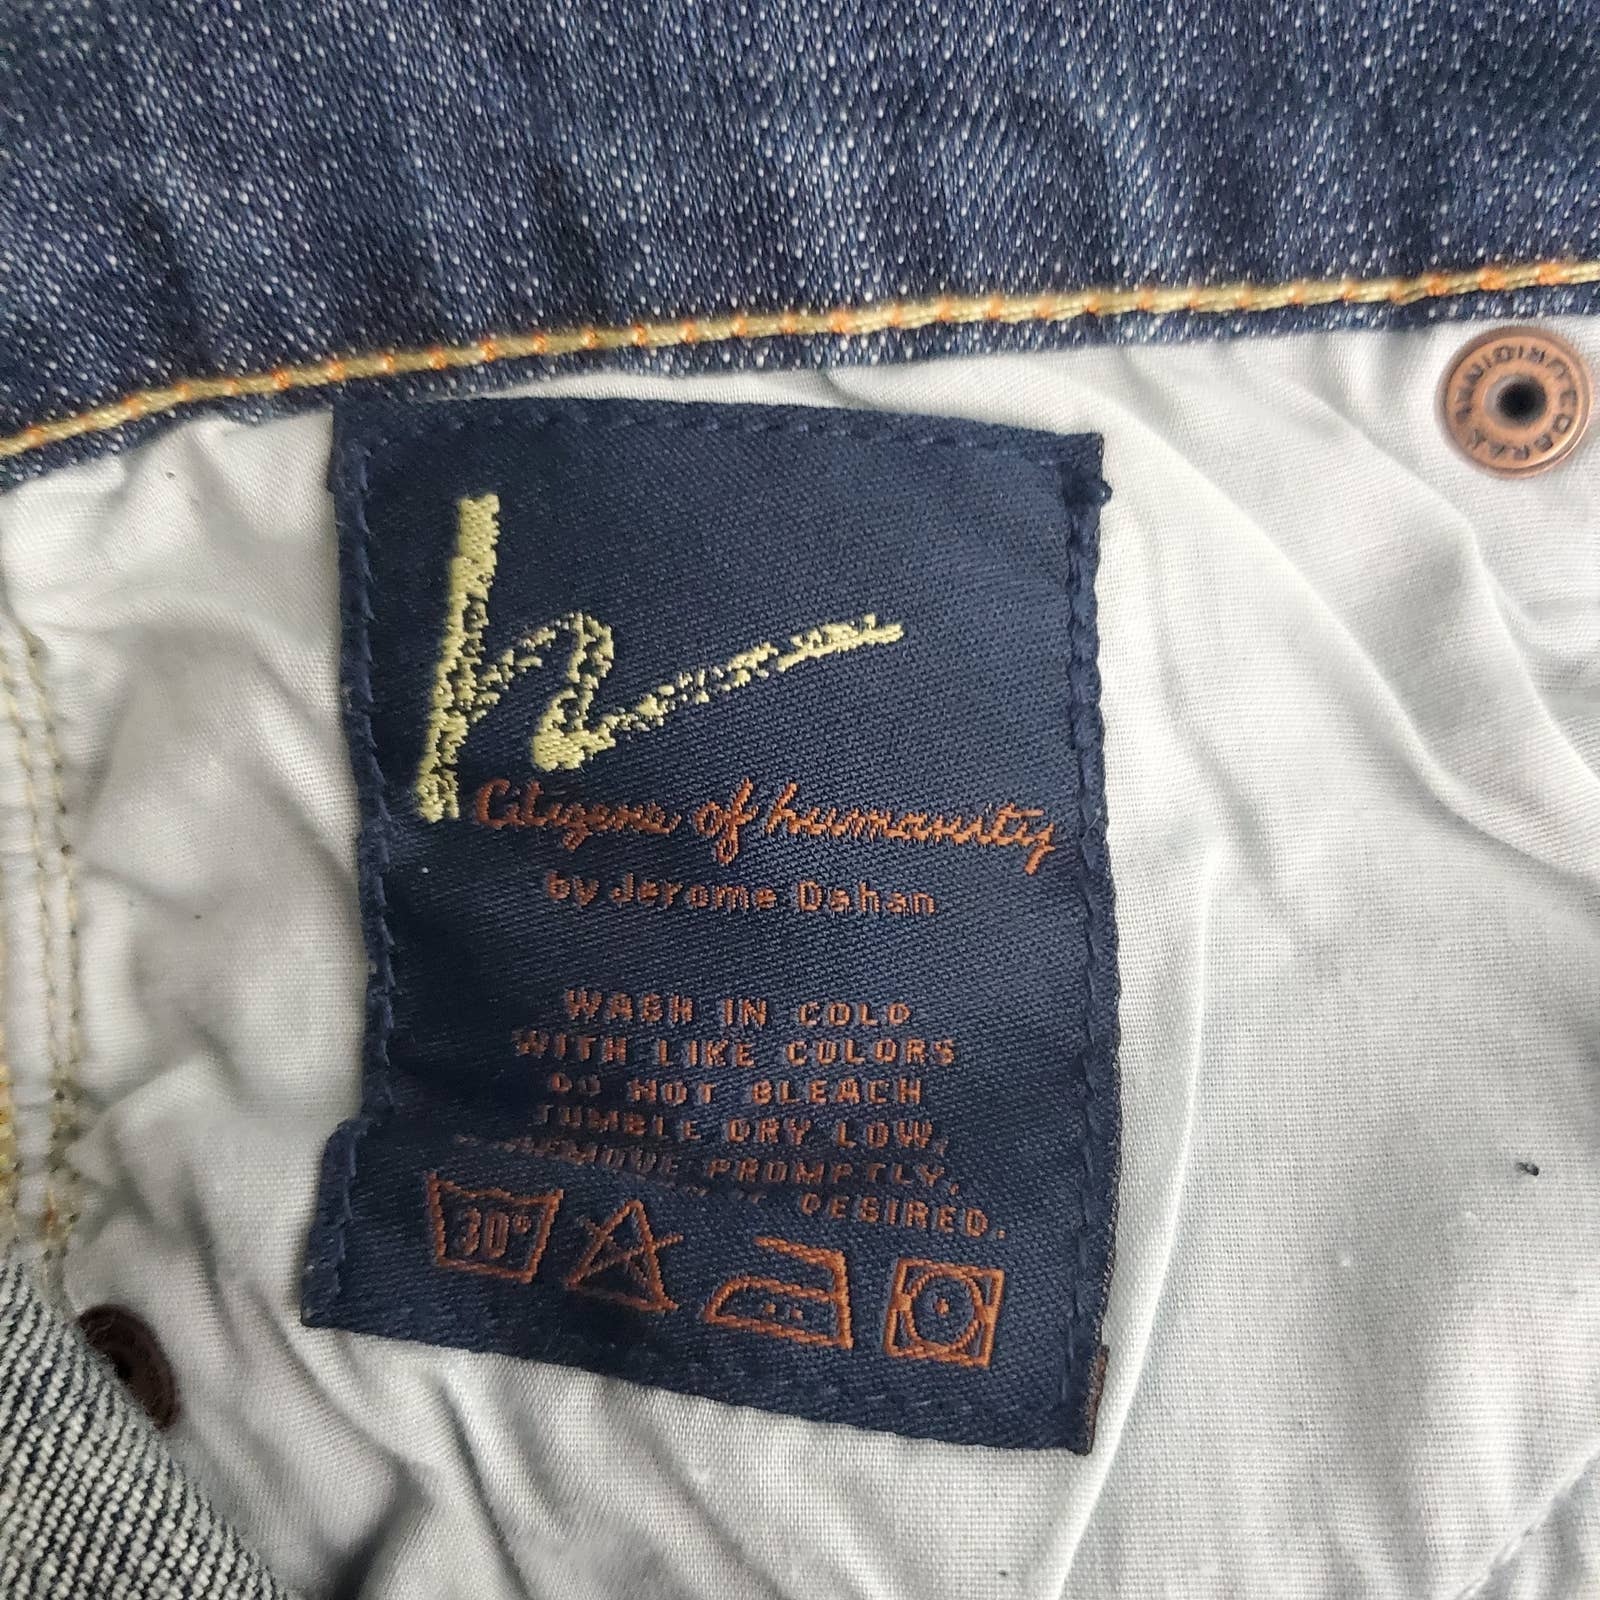 h
Citizens of humanity
by Jerome Dahan
WASH IN COLD
WITH LIKE COLORS
DO NOT BLEACH
TUMBLE DRY LOW,
REMOVE PROMPTLY.
DESIRED.
30°